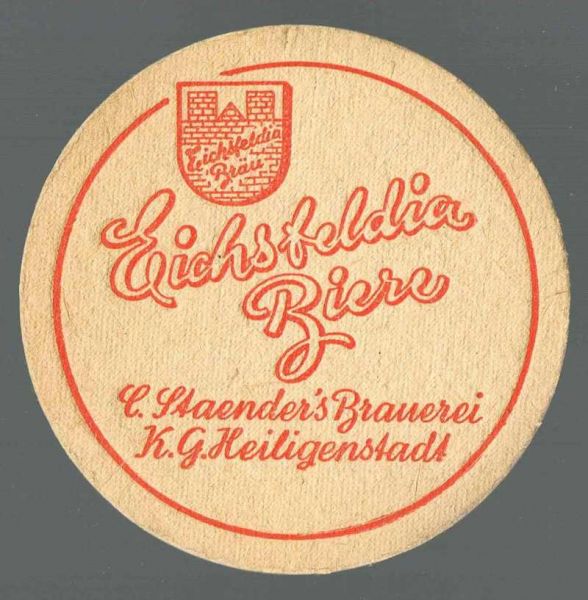 Eichsfeldia
Bräu
Eichsfeldia
Biere
C. Staender's Brauerei
K. G. Heiligenstadt